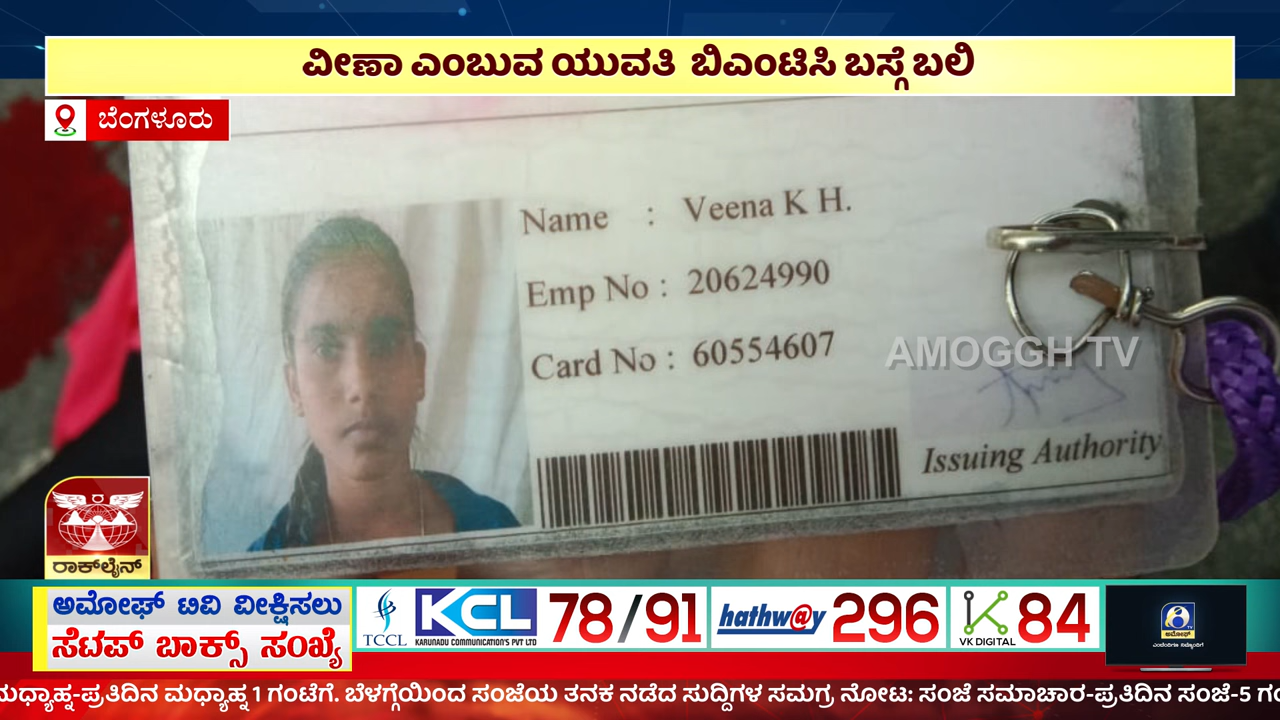 ವೀಣಾ ಎಂಬುವ ಯುವತಿ ಬಿಎಂಟಿಸಿ ಬಸ್ಗೆ ಬಲಿ
ಬೆಂಗಳೂರು
Name : Veena K H.
Emp No : 20624990
Card No : 60554607
AMOGGH TV
Issuing Authority
ರಾಕ್‌ಲೈನ್
ಅಮೋಘ್ ಟಿವಿ ವೀಕ್ಷಿಸಲು
ಸೆಟಪ್ ಬಾಕ್ಸ್ ಸಂಖ್ಯೆ
TCCL
KCL
KARUNADU COMMUNICATION'S PVT LTD
78/91
hathw@y 296
VK DIGITAL 84
ಅಮೋಘ್
ಮಧ್ಯಾಹ್ನ-ಪ್ರತಿದಿನ ಮಧ್ಯಾಹ್ನ 1 ಗಂಟೆಗೆ. ಬೆಳಗ್ಗೆಯಿಂದ ಸಂಜೆಯ ತನಕ ನಡೆದ ಸುದ್ದಿಗಳ ಸಮಗ್ರ ನೋಟ: ಸಂಜೆ ಸಮಾಚಾರ-ಪ್ರತಿದಿನ ಸಂಜೆ-5 ಗಂ